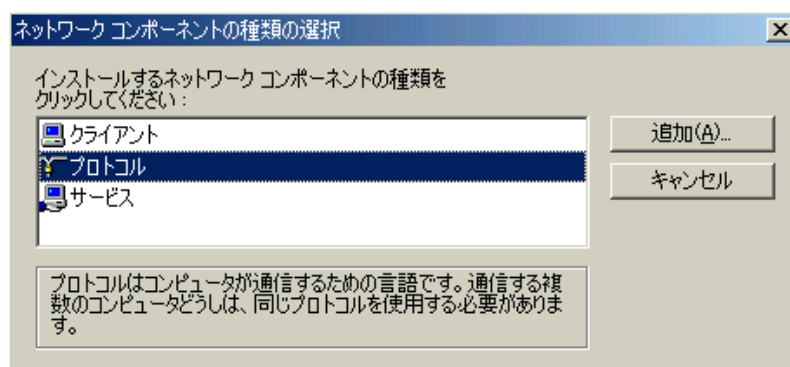 ネットワーク コンポーネントの種類の選択
インストールするネットワーク コンポーネントの種類を
クリックしてください：
クライアント
プロトコル
サービス
追加(A)...
キャンセル
プロトコルはコンピュータが通信するための言語です。通信する複
数のコンピュータどうしは、同じプロトコルを使用する必要がありま
す。